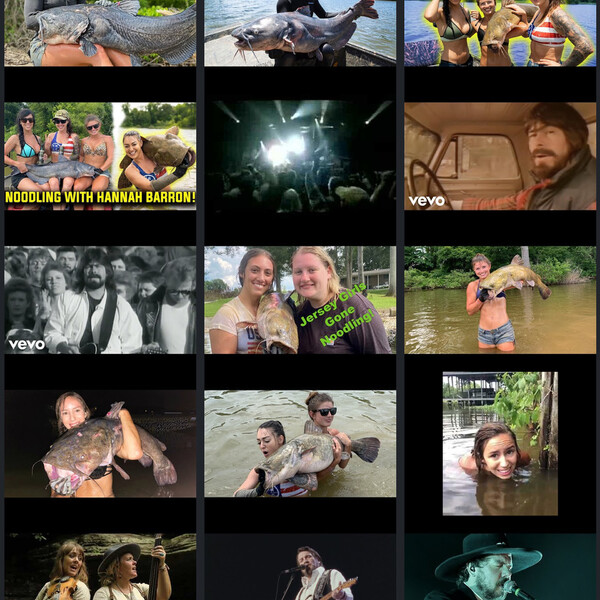 NOODLING WITH HANNAH BARRON!
vevo
vevo
Jersey Girls
Gone
Noodling!